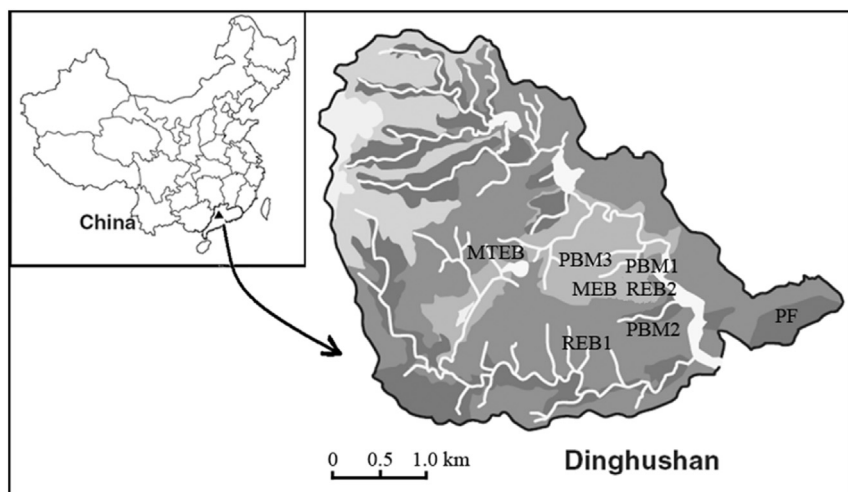 China
MTEB
PBM3
PBM1
MEB
REB2
PF
PBM2
REB1
0 0.5 1.0 km
Dinghushan